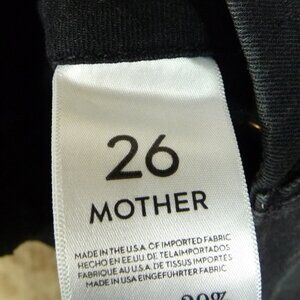 26
MOTHER
MADE IN THE U.S.A. OF IMPORTED FABRIC
HECHO EN EE.UU. DE TELA IMPORTADOS
FABRIQUE AU U.S.A. DE TISSUS IMPORTÉS
MADE IN USA EINGEFÜHRTER FABRIC